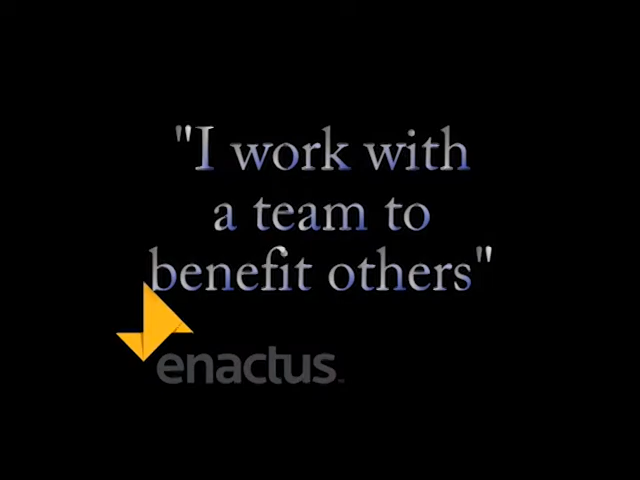 "I work with
a team to
benefit others"
enactus